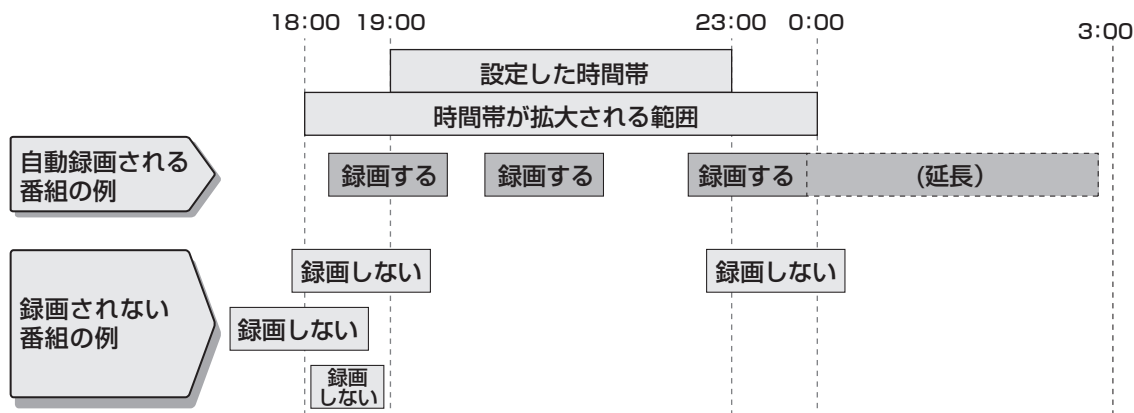 18:00 19:00 23:00 0:00 3:00
設定した時間帯
時間帯が拡大される範囲
自動録画される
番組の例
録画する 録画する 録画する (延長）
録画されない
番組の例
録画しない 録画しない
録画しない
録画
しない